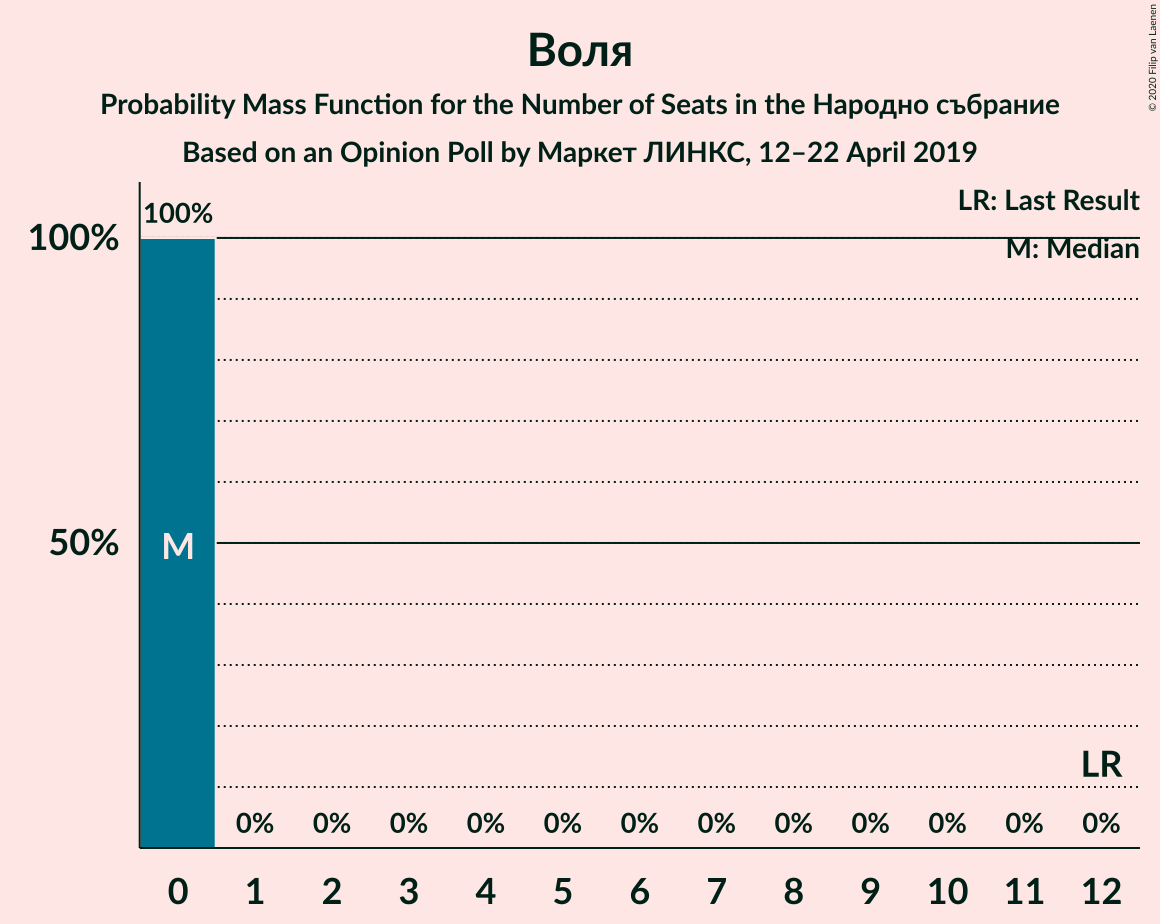 Воля
Probability Mass Function for the Number of Seats in the Народно събрание
Based on an Opinion Poll by Маркет ЛИНКС, 12–22 April 2019
© 2020 Filip van Laenen
LR: Last Result
M: Median
100%
100%
50%
M
LR
0% 0% 0% 0% 0% 0% 0% 0% 0% 0% 0% 0%
0 1 2 3 4 5 6 7 8 9 10 11 12